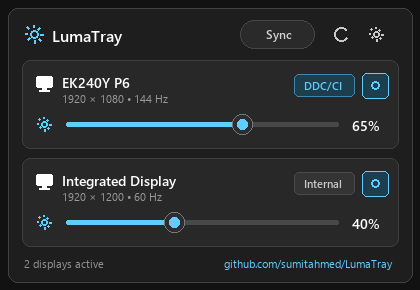 LumaTray Sync
EK240Y P6 DDC/CI
1920 × 1080 • 144 Hz
65%
Integrated Display Internal
1920 × 1200 • 60 Hz
40%
2 displays active github.com/sumitahmed/LumaTray